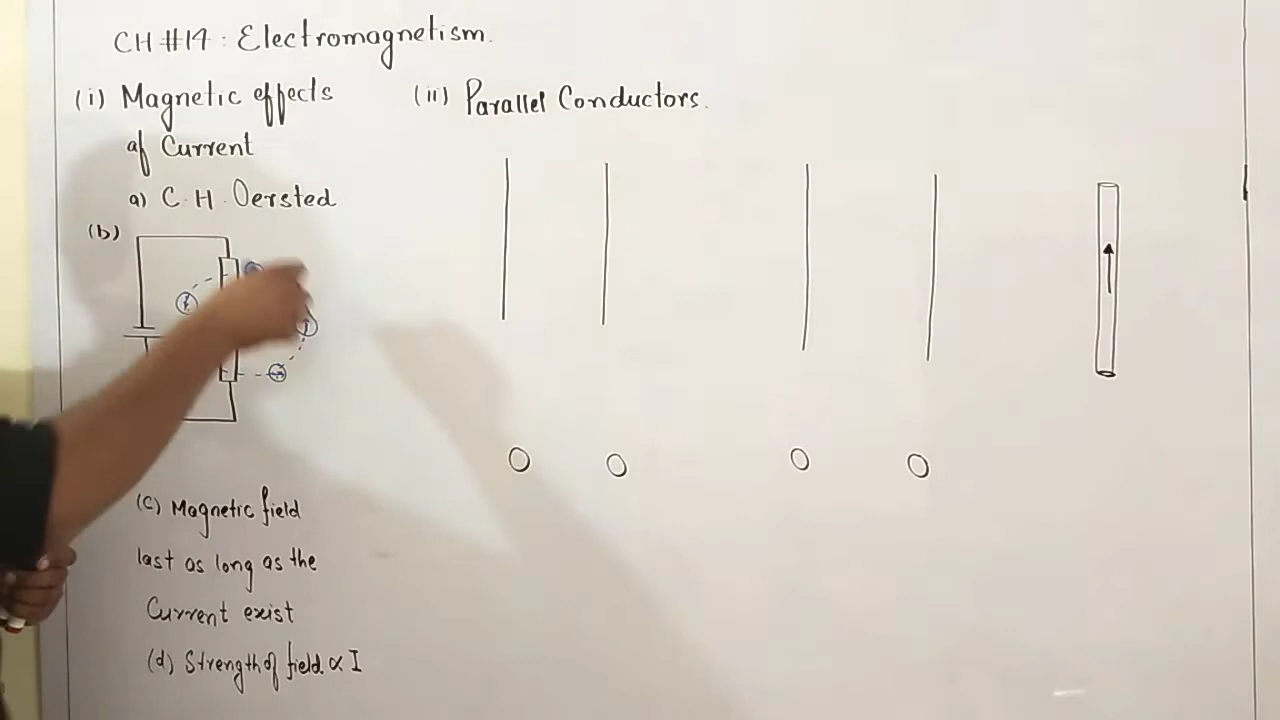 CH #14 : Electromagnetism.
(i) Magnetic effects
of Current
a) C.H. Oersted
(b)
(c) Magnetic field
last as long as the
Current exist
(d) Strength of field ∝ I
(ii) Parallel Conductors.